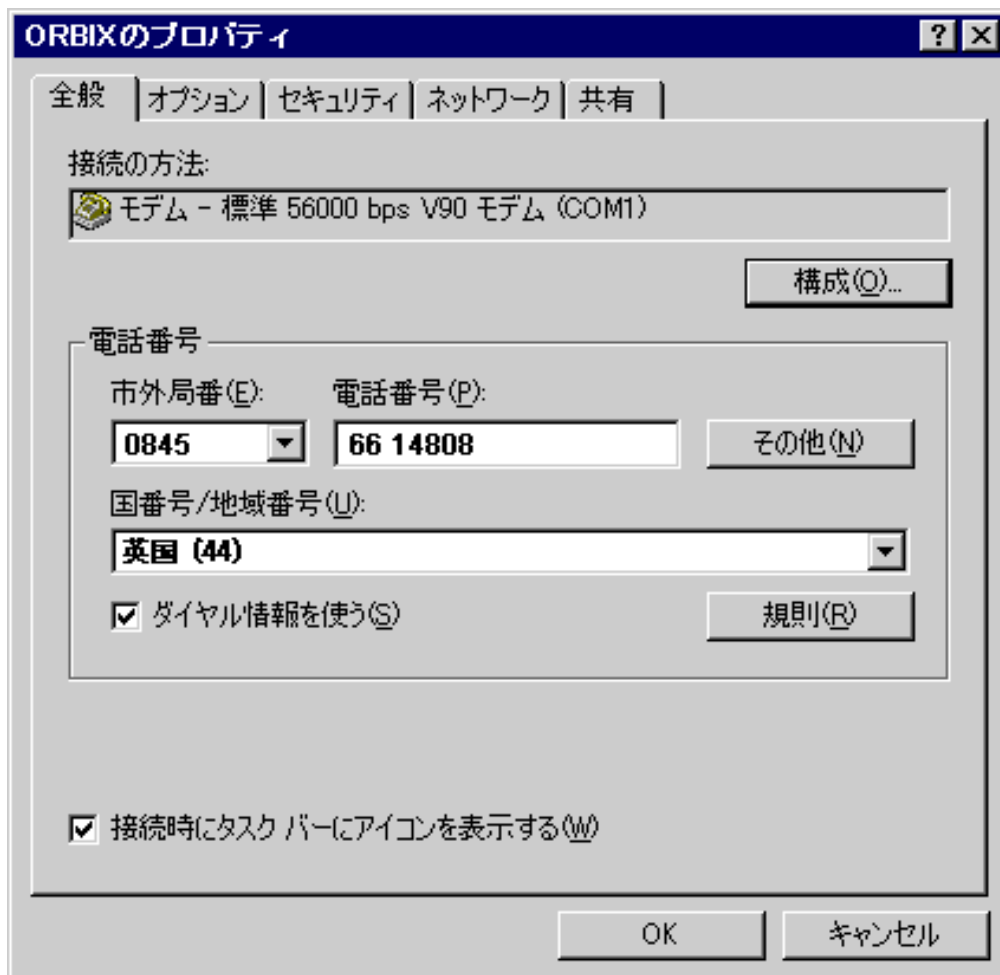 ORBIXのプロパティ
全般 オプション セキュリティ ネットワーク 共有
接続の方法:
モデム - 標準 56000 bps V90 モデム (COM1)
構成(O)...
電話番号
市外局番(E): 電話番号(P):
0845 66 14808 その他(N)
国番号/地域番号(U):
英国 (44)
ダイヤル情報を使う(S) 規則(R)
接続時にタスク バーにアイコンを表示する(W)
OK キャンセル